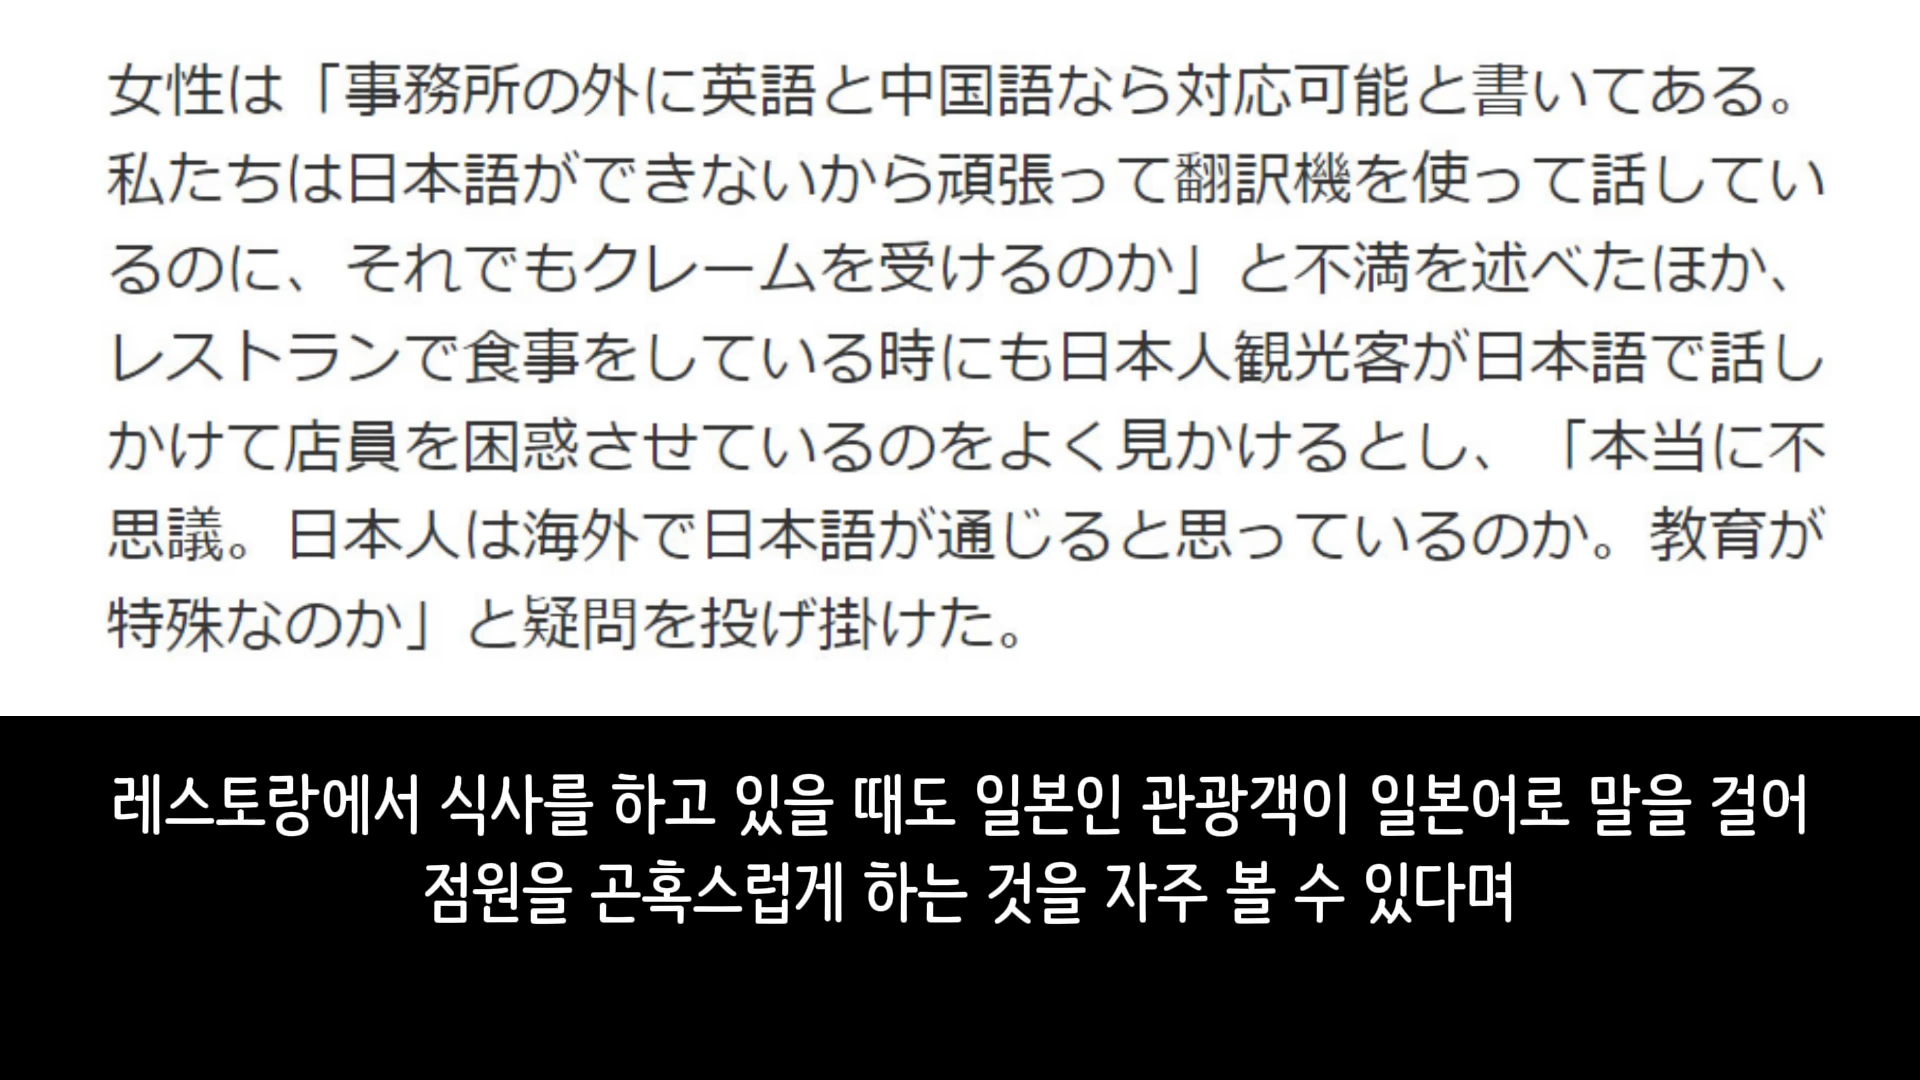 女性は「事務所の外に英語と中国語なら対応可能と書いてある。
私たちは日本語ができないから頑張って翻訳機を使って話してい
るのに、それでもクレームを受けるのか」と不満を述べたほか、
レストランで食事をしている時にも日本人観光客が日本語で話し
かけて店員を困惑させているのをよく見かけるとし、「本当に不
思議。日本人は海外で日本語が通じると思っているのか。教育が
特殊なのか」と疑問を投げ掛けた。
레스토랑에서 식사를 하고 있을 때도 일본인 관광객이 일본어로 말을 걸어
점원을 곤혹스럽게 하는 것을 자주 볼 수 있다며